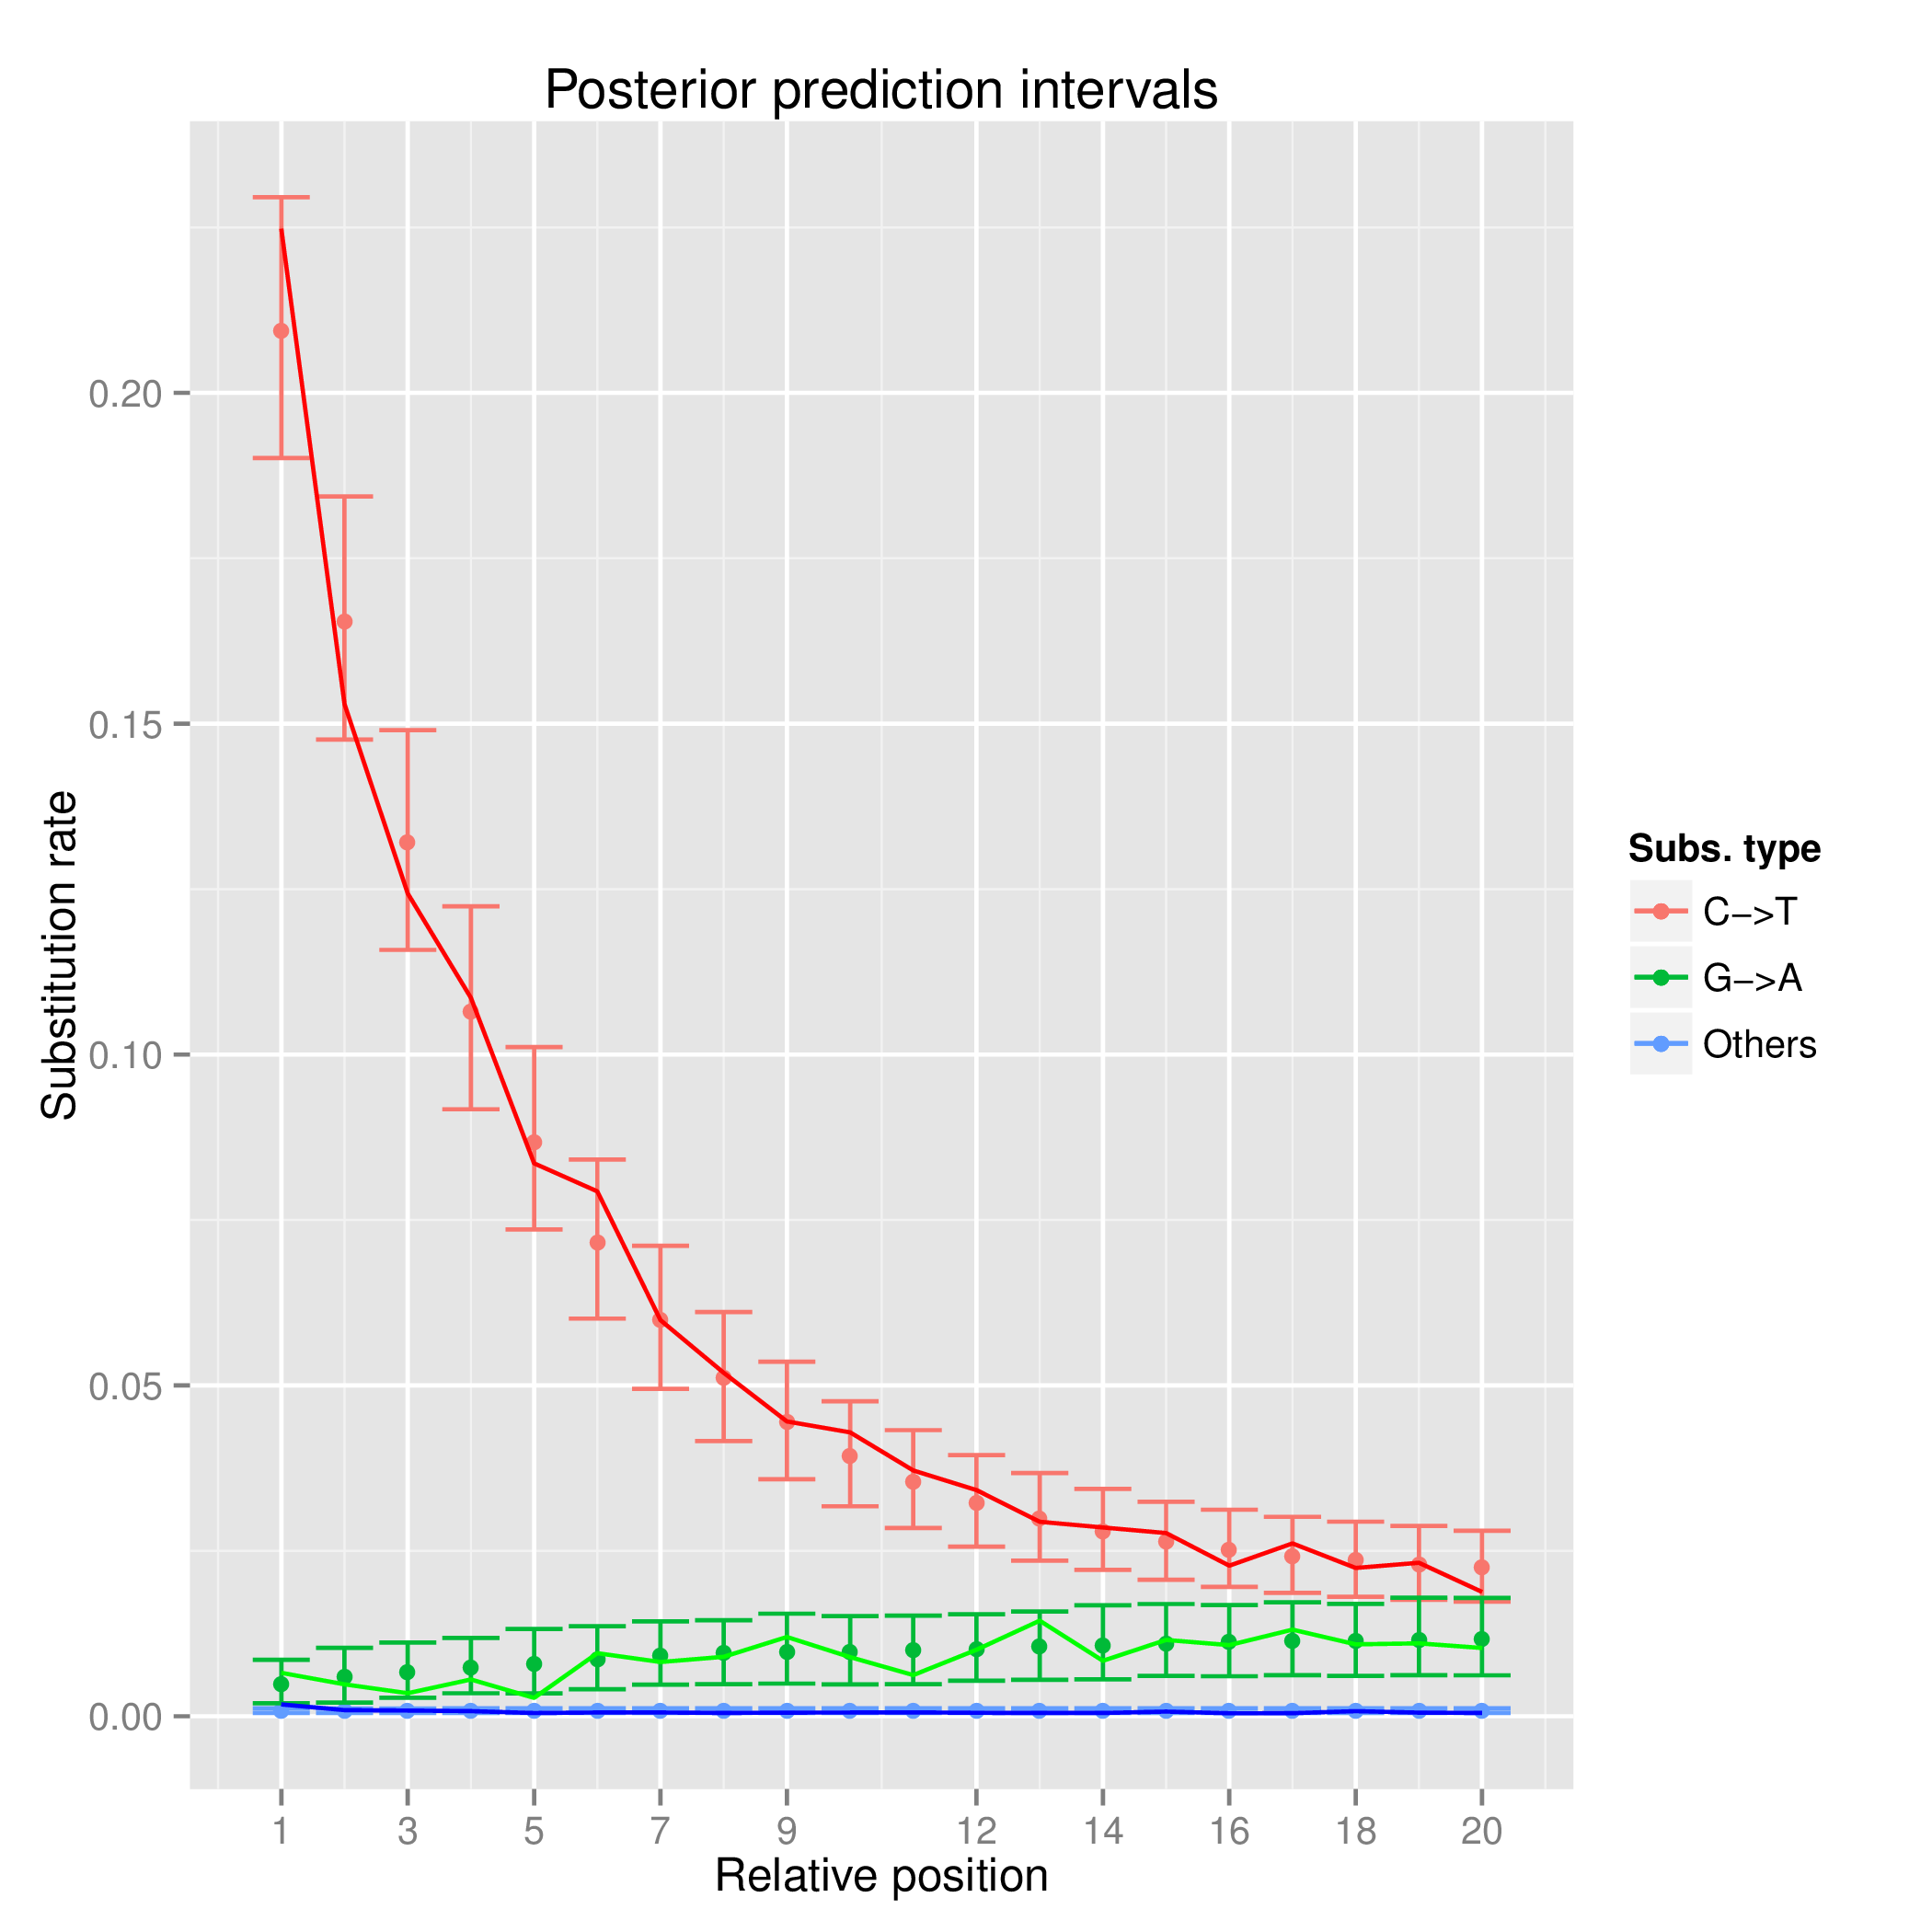 Posterior prediction intervals
Substitution rate
0.20
0.15
0.10
0.05
0.00
1 3 5 7 9 12 14 16 18 20
Relative position
Subs. type
C−>T
G−>A
Others